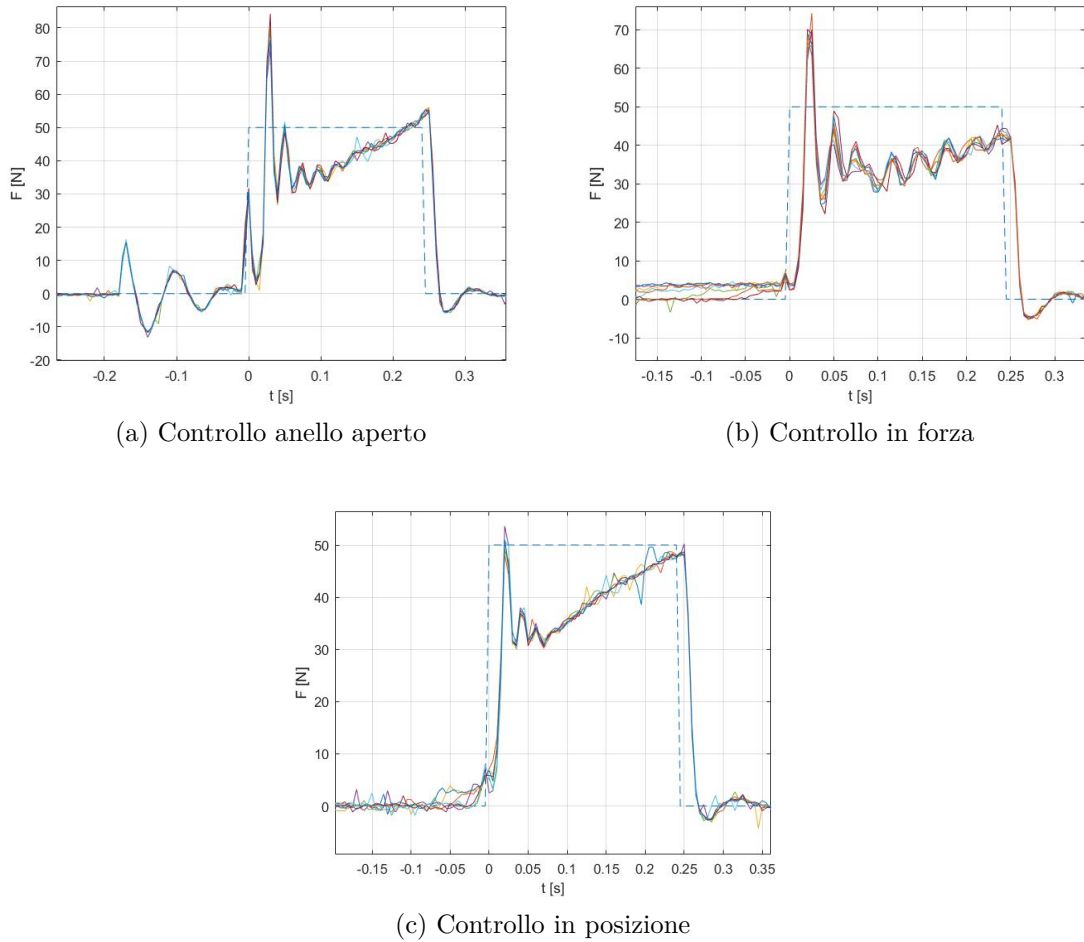 80
70
60
50
40
30
20
10
0
-10
-20
F [N]
-0.2 -0.1 0 0.1 0.2 0.3
t [s]
(a) Controllo anello aperto
70
60
50
40
30
20
10
0
-10
F [N]
-0.15 -0.1 -0.05 0 0.05 0.1 0.15 0.2 0.25 0.3
t [s]
(b) Controllo in forza
50
40
30
20
10
0
F [N]
-0.15 -0.1 -0.05 0 0.05 0.1 0.15 0.2 0.25 0.3 0.35
t [s]
(c) Controllo in posizione